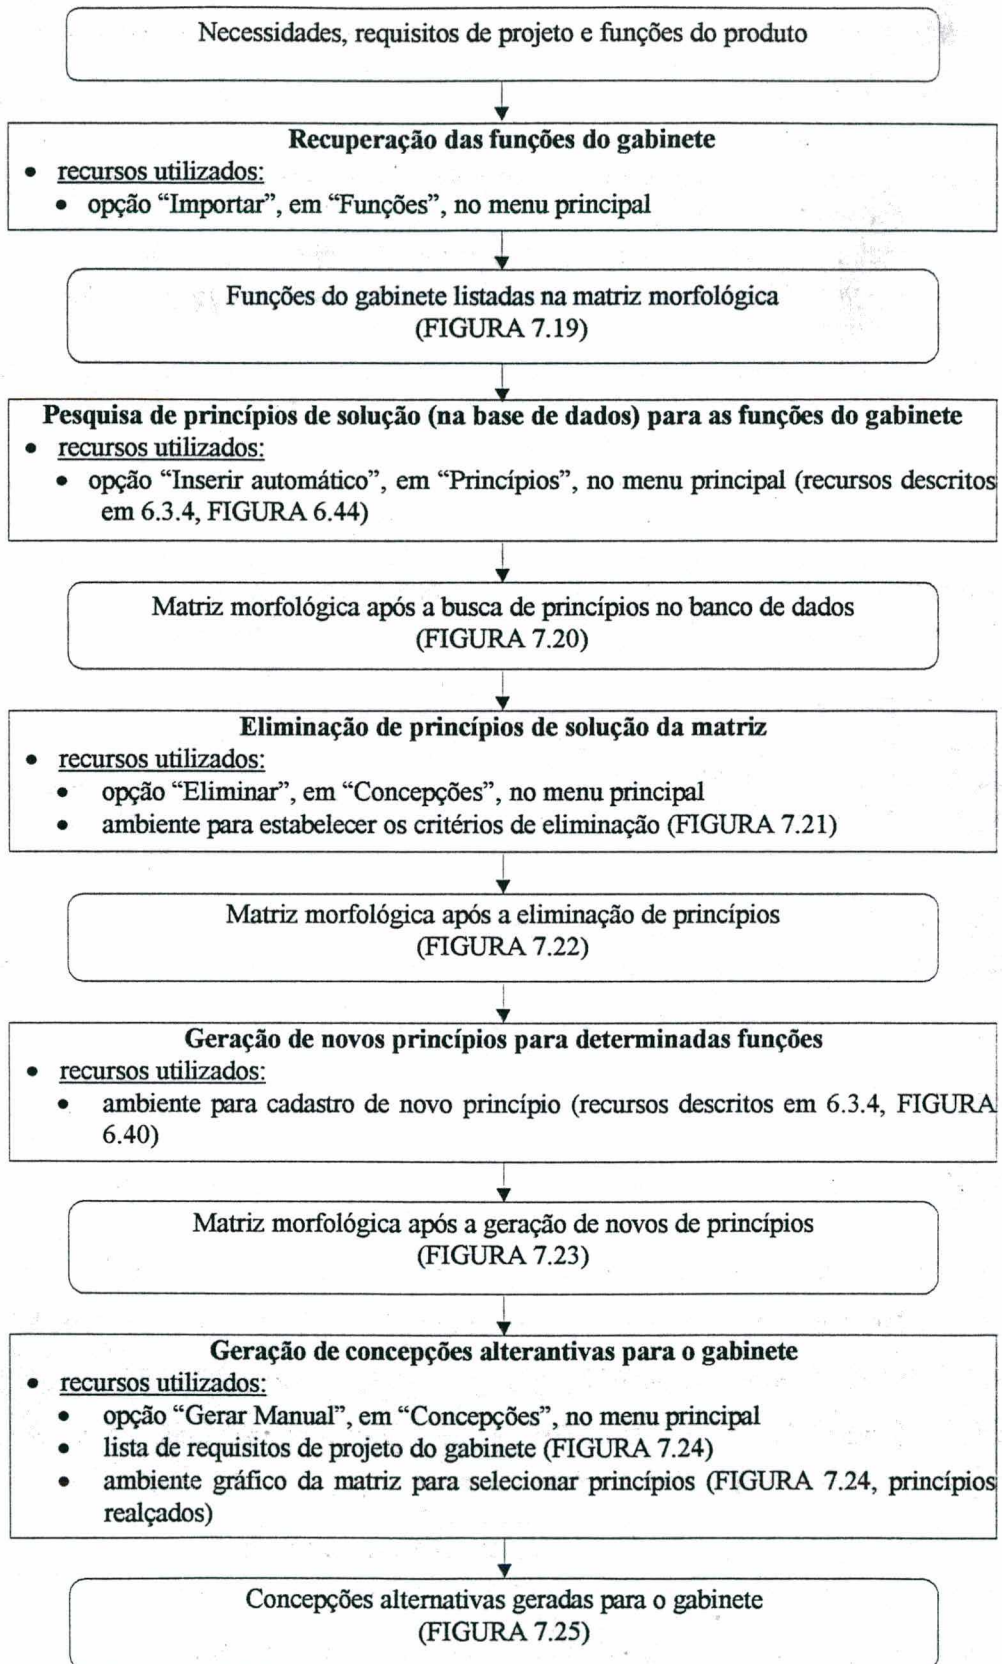 Necessidades, requisitos de projeto e funções do produto
Recuperação das funções do gabinete
• recursos utilizados:
• opção “Importar”, em “Funções”, no menu principal
Funções do gabinete listadas na matriz morfológica
(FIGURA 7.19)
Pesquisa de princípios de solução (na base de dados) para as funções do gabinete
• recursos utilizados:
• opção “Inserir automático”, em “Princípios”, no menu principal (recursos descritos
em 6.3.4, FIGURA 6.44)
Matriz morfológica após a busca de princípios no banco de dados
(FIGURA 7.20)
Eliminação de princípios de solução da matriz
• recursos utilizados:
• opção “Eliminar”, em “Concepções”, no menu principal
• ambiente para estabelecer os critérios de eliminação (FIGURA 7.21)
Matriz morfológica após a eliminação de princípios
(FIGURA 7.22)
Geração de novos princípios para determinadas funções
• recursos utilizados:
• ambiente para cadastro de novo princípio (recursos descritos em 6.3.4, FIGURA
6.40)
Matriz morfológica após a geração de novos de princípios
(FIGURA 7.23)
Geração de concepções alterantivas para o gabinete
• recursos utilizados:
• opção “Gerar Manual”, em “Concepções”, no menu principal
• lista de requisitos de projeto do gabinete (FIGURA 7.24)
• ambiente gráfico da matriz para selecionar princípios (FIGURA 7.24, princípios
realçados)
Concepções alternativas geradas para o gabinete
(FIGURA 7.25)